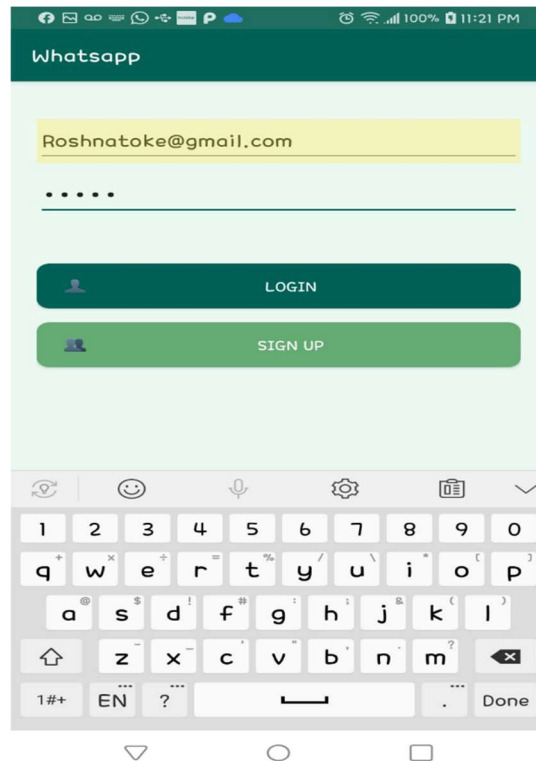 100% 11:21 PM
Whatsapp
Roshnatoke@gmail.com
•••••
LOGIN
SIGN UP
1 2 3 4 5 6 7 8 9 0
q + w × e ÷ r = t % y / u \ i * o [ p ]
a @ s $ d ! f # g : h ; j & k ( l )
z - x - c ' v " b . n . m ?
1#+ EN ? . Done